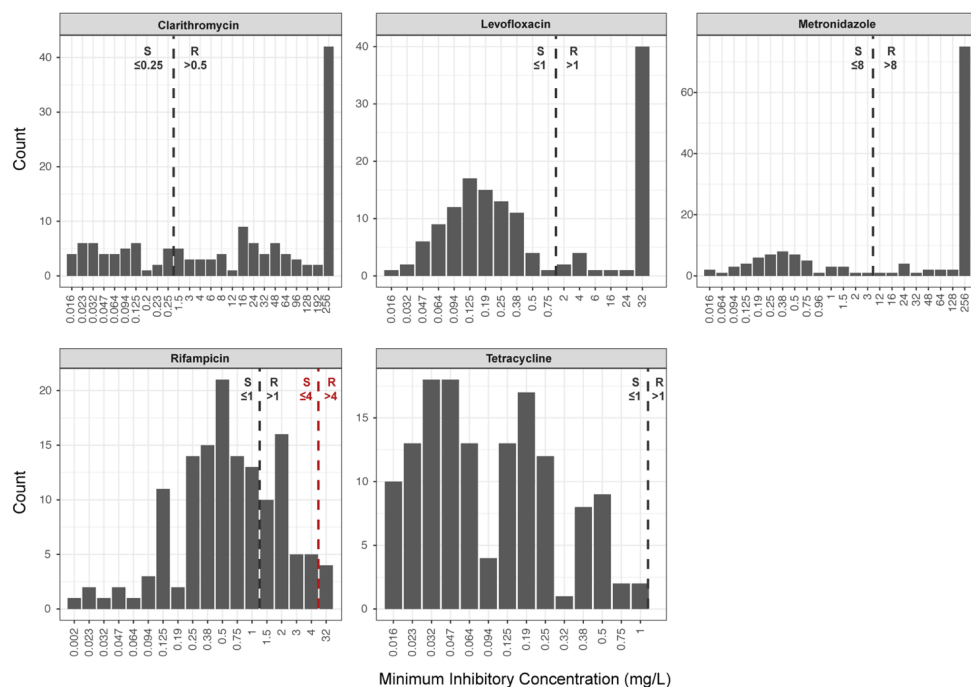 Clarithromycin
Levofloxacin
Metronidazole
S R
≤0.25 >0.5
S R
≤1 >1
S R
≤8 >8
Count
40
30
20
10
0
40
30
20
10
0
60
40
20
0
0.016 0.023 0.032 0.047 0.064 0.094 0.125 0.2 0.23 0.25 1.5 3 4 6 8 12 16 24 32 48 64 96 128 192 256
0.016 0.032 0.047 0.064 0.094 0.125 0.19 0.25 0.38 0.5 0.75 2 4 6 16 24 32
0.016 0.064 0.094 0.125 0.19 0.25 0.38 0.5 0.75 0.96 1 1.5 2 3 12 16 24 32 48 64 128 256
Rifampicin
Tetracycline
S R S R
≤1 >1 ≤4 >4
S R
≤1 >1
Count
20
15
10
5
0
15
10
5
0
0.002 0.023 0.032 0.047 0.064 0.094 0.125 0.19 0.25 0.38 0.5 0.75 1 1.5 2 3 4 32
0.016 0.023 0.032 0.047 0.064 0.094 0.125 0.19 0.25 0.32 0.38 0.5 0.75 1
Minimum Inhibitory Concentration (mg/L)